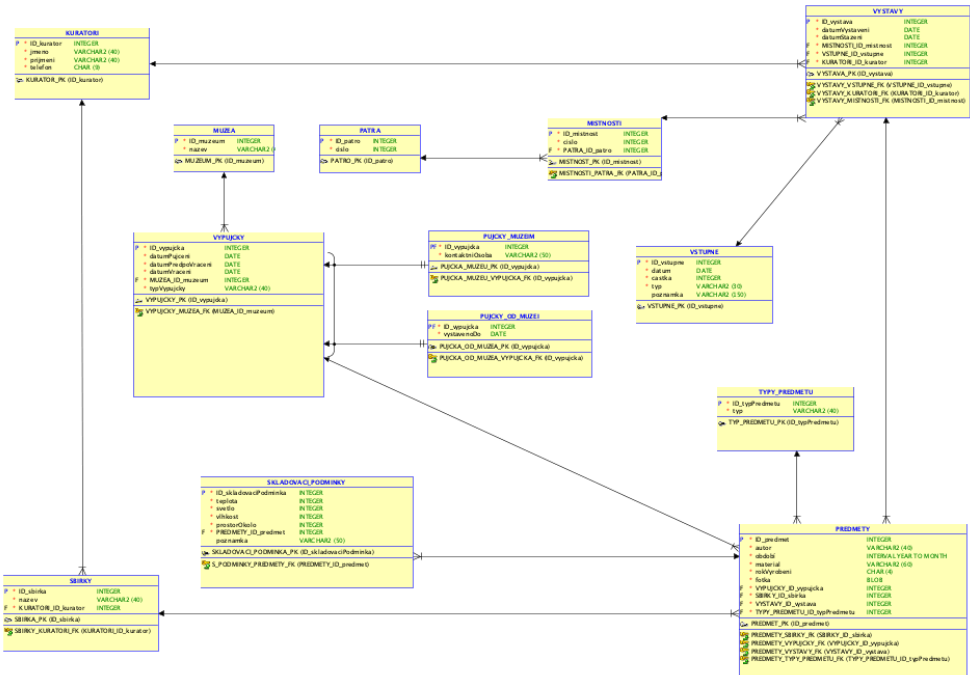 KURATORI
P * ID_kurator INTEGER
* jmeno VARCHAR2 (40)
* prijmeni VARCHAR2 (40)
* telefon CHAR (9)
KURATOR_PK (ID_kurator)
VYSTAVY
P * ID_vystava INTEGER
* datumVystaveni DATE
* datumStazeni DATE
F * MISTNOSTI_ID_mistnost INTEGER
F * VSTUPNE_ID_vstupne INTEGER
F * KURATORI_ID_kurator INTEGER
VYSTAVA_PK (ID_vystava)
VYSTAVY_VSTUPNE_FK (VSTUPNE_ID_vstupne)
VYSTAVY_KURATORI_FK (KURATORI_ID_kurator)
VYSTAVY_MISTNOSTI_FK (MISTNOSTI_ID_mistnost)
MUZEA
P * ID_muzeum INTEGER
* nazev VARCHAR2 (
MUZEUM_PK (ID_muzeum)
PATRA
P * ID_patro INTEGER
* cislo INTEGER
PATRO_PK (ID_patro)
MISTNOSTI
P * ID_mistnost INTEGER
* cislo INTEGER
F * PATRA_ID_patro INTEGER
MISTNOST_PK (ID_mistnost)
MISTNOSTI_PATRA_FK (PATRA_ID_
VYPUJCKY
P * ID_vypujcka INTEGER
* datumPujceni DATE
* datumPredpoVraceni DATE
* datumVraceni DATE
F * MUZEA_ID_muzeum INTEGER
* typVypujcky VARCHAR2 (40)
VYPUJCKY_PK (ID_vypujcka)
VYPUJCKY_MUZEA_FK (MUZEA_ID_muzeum)
PUJCKY_MUZEIM
PF * ID_vypujcka INTEGER
* kontaktniOsoba VARCHAR2 (50)
PUJCKA_MUZEU_PK (ID_vypujcka)
PUJCKA_MUZEU_VYPUJCKA_FK (ID_vypujcka)
VSTUPNE
P * ID_vstupne INTEGER
* datum DATE
* castka INTEGER
* typ VARCHAR2 (30)
poznamka VARCHAR2 (150)
VSTUPNE_PK (ID_vstupne)
PUJCKY_OD_MUZEI
PF * ID_vypujcka INTEGER
* vystavenoDo DATE
PUJCKA_OD_MUZEA_PK (ID_vypujcka)
PUJCKA_OD_MUZEA_VYPUJCKA_FK (ID_vypujcka)
TYPY_PREDMETU
P * ID_typPredmetu INTEGER
* typ VARCHAR2 (40)
TYP_PREDMETU_PK (ID_typPredmetu)
SKLADOVACI_PODMINKY
P * ID_skladovaciPodminka INTEGER
* teplota INTEGER
* svetlo INTEGER
* vlhkost INTEGER
* prostorOkolo INTEGER
F * PREDMETY_ID_predmet INTEGER
poznamka VARCHAR2 (50)
SKLADOVACI_PODMINKA_PK (ID_skladovaciPodminka)
S_PODMINKY_PREDMETY_FK (PREDMETY_ID_predmet)
PREDMETY
P * ID_predmet INTEGER
* autor VARCHAR2 (40)
* obdobi INTERVAL YEAR TO MONTH
* material VARCHAR2 (60)
* rokVyrobeni CHAR (4)
* fotka BLOB
F * VYPUJCKY_ID_vypujcka INTEGER
F * SBIRKY_ID_sbirka INTEGER
F * VYSTAVY_ID_vystava INTEGER
F * TYPY_PREDMETU_ID_typPredmetu INTEGER
PREDMET_PK (ID_predmet)
PREDMETY_SBIRKY_FK (SBIRKY_ID_sbirka)
PREDMETY_VYPUJCKY_FK (VYPUJCKY_ID_vypujcka)
PREDMETY_VYSTAVY_FK (VYSTAVY_ID_vystava)
PREDMETY_TYPY_PREDMETU_FK (TYPY_PREDMETU_ID_typPredmetu)
SBIRKY
P * ID_sbirka INTEGER
* nazev VARCHAR2 (40)
F * KURATORI_ID_kurator INTEGER
SBIRKA_PK (ID_sbirka)
SBIRKY_KURATORI_FK (KURATORI_ID_kurator)